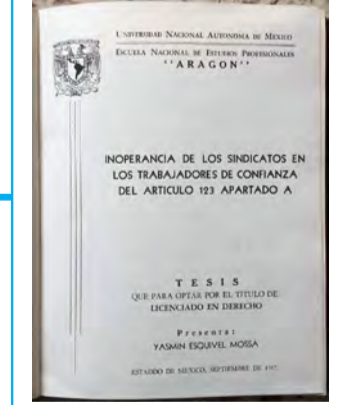 UNIVERSIDAD NACIONAL AUTONOMA DE MEXICO
ESCUELA NACIONAL DE ESTUDIOS PROFESIONALES
"ARAGON"
INOPERANCIA DE LOS SINDICATOS EN
LOS TRABAJADORES DE CONFIANZA
DEL ARTICULO 123 APARTADO A
TESIS
QUE PARA OPTAR POR EL TITULO DE
LICENCIADO EN DERECHO
Presenta:
YASMIN ESQUIVEL MOSSA
ESTADO DE MEXICO, SEPTIEMBRE DE